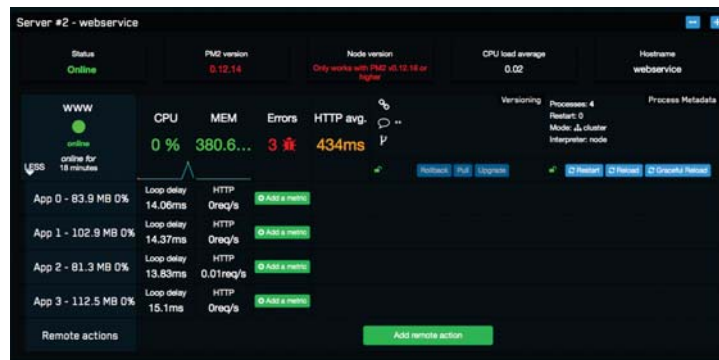 Server #2 - webservice
Status
Online
PM2 version
0.12.14
Node version
Only works with PM2 v0.12.16 or
higher
CPU load average
0.02
Hostname
webservice
www
online
online for
18 minutes
LESS
CPU
0 %
MEM
380.6...
Errors
3
HTTP avg.
434ms
Versioning
Rollback Pull Upgrade
Process Metadata
Processes: 4
Restart: 0
Mode: cluster
Interpreter: node
Restart Reload Graceful Reload
App 0 - 83.9 MB 0%
Loop delay
14.06ms
HTTP
0req/s
Add a metric
App 1 - 102.9 MB 0%
Loop delay
14.37ms
HTTP
0req/s
Add a metric
App 2 - 81.3 MB 0%
Loop delay
13.83ms
HTTP
0.01req/s
Add a metric
App 3 - 112.5 MB 0%
Loop delay
15.1ms
HTTP
0req/s
Add a metric
Remote actions
Add remote action